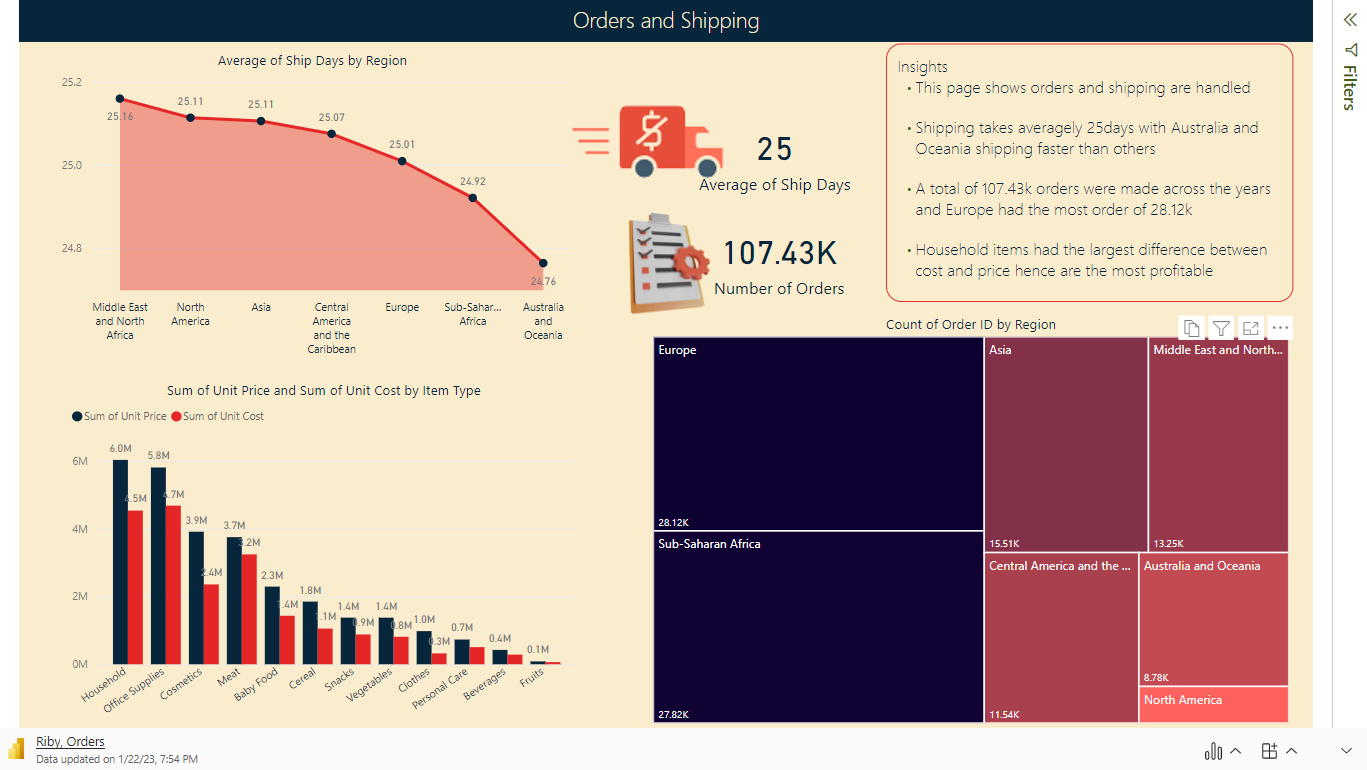 Orders and Shipping
Filters
Average of Ship Days by Region
25.2
25.0
24.8
25.16
25.11
25.11
25.07
25.01
24.92
24.76
Middle East
and North
Africa
North
America
Asia
Central
America
and the
Caribbean
Europe
Sub-Sahar...
Africa
Australia
and
Oceania
25
Average of Ship Days
107.43K
Number of Orders
Insights
• This page shows orders and shipping are handled
• Shipping takes averagely 25days with Australia and
Oceania shipping faster than others
• A total of 107.43k orders were made across the years
and Europe had the most order of 28.12k
• Household items had the largest difference between
cost and price hence are the most profitable
Sum of Unit Price and Sum of Unit Cost by Item Type
Sum of Unit Price Sum of Unit Cost
6M
4M
2M
0M
6.0M
4.5M
5.8M
4.7M
3.9M
2.4M
3.7M
3.2M
2.3M
1.4M
1.8M
1.1M
1.4M
0.9M
1.4M
0.8M
1.0M
0.3M
0.7M
0.4M
0.1M
Household
Office Supplies
Cosmetics
Meat
Baby Food
Cereal
Snacks
Vegetables
Clothes
Personal Care
Beverages
Fruits
Count of Order ID by Region
Europe
28.12K
Sub-Saharan Africa
27.82K
Asia
15.51K
Middle East and North...
13.25K
Central America and the ...
11.54K
Australia and Oceania
8.78K
North America
Riby, Orders
Data updated on 1/22/23, 7:54 PM